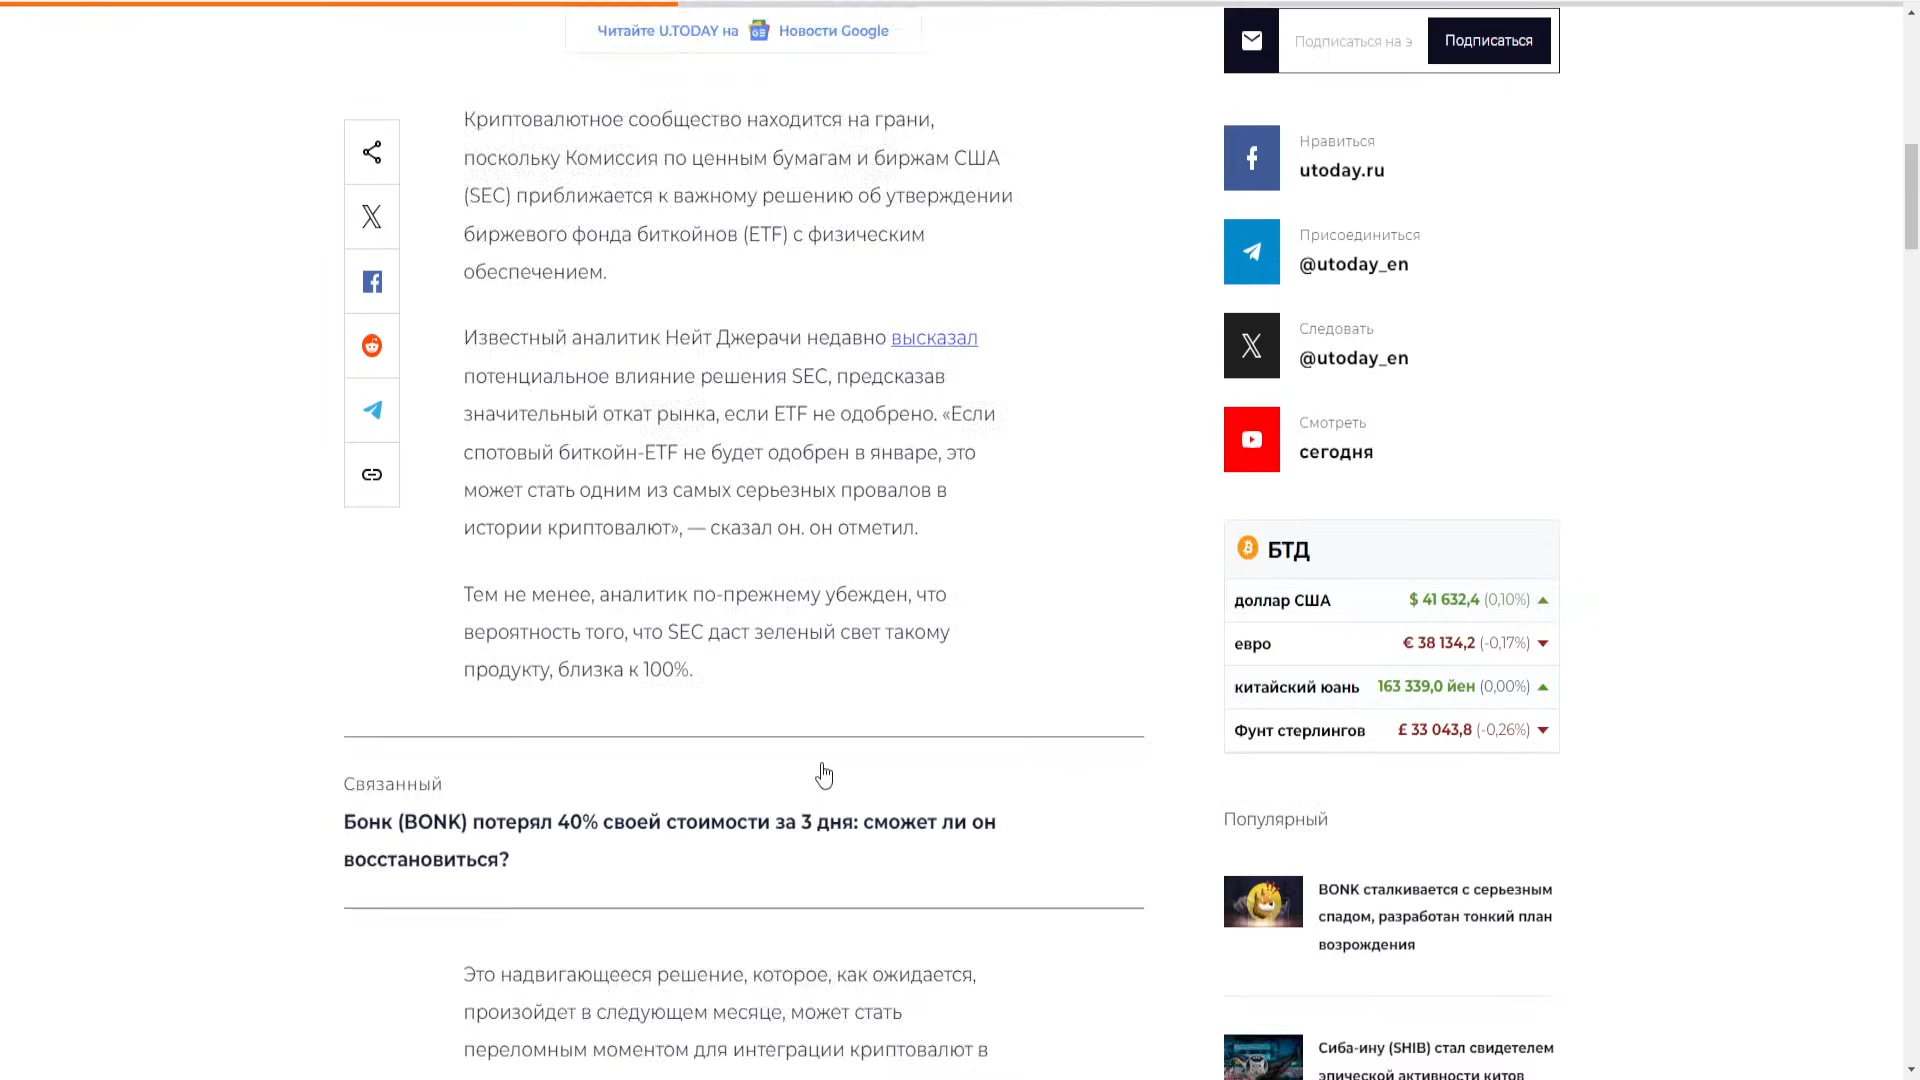 Читайте U.TODAY на Новости Google
Криптовалютное сообщество находится на грани,
поскольку Комиссия по ценным бумагам и биржам США
(SEC) приближается к важному решению об утверждении
биржевого фонда биткойнов (ETF) с физическим
обеспечением.
Известный аналитик Нейт Джерачи недавно высказал
потенциальное влияние решения SEC, предсказав
значительный откат рынка, если ETF не одобрено. «Если
спотовый биткойн-ETF не будет одобрен в январе, это
может стать одним из самых серьезных провалов в
истории криптовалют», — сказал он. он отметил.
Тем не менее, аналитик по-прежнему убежден, что
вероятность того, что SEC даст зеленый свет такому
продукту, близка к 100%.
Связанный
Бонк (BONK) потерял 40% своей стоимости за 3 дня: сможет ли он
восстановиться?
Это надвигающееся решение, которое, как ожидается,
произойдет в следующем месяце, может стать
переломным моментом для интеграции криптовалют в
Подписаться на э
Подписаться
Нравиться
utoday.ru
Присоединиться
@utoday_en
Следовать
@utoday_en
Смотреть
сегодня
БТД
доллар США $ 41 632,4 (0,10%)
евро € 38 134,2 (-0,17%)
китайский юань 163 339,0 йен (0,00%)
Фунт стерлингов £ 33 043,8 (-0,26%)
Популярный
BONK сталкивается с серьезным
спадом, разработан тонкий план
возрождения
Сиба-ину (SHIB) стал свидетелем
эпической активности китов